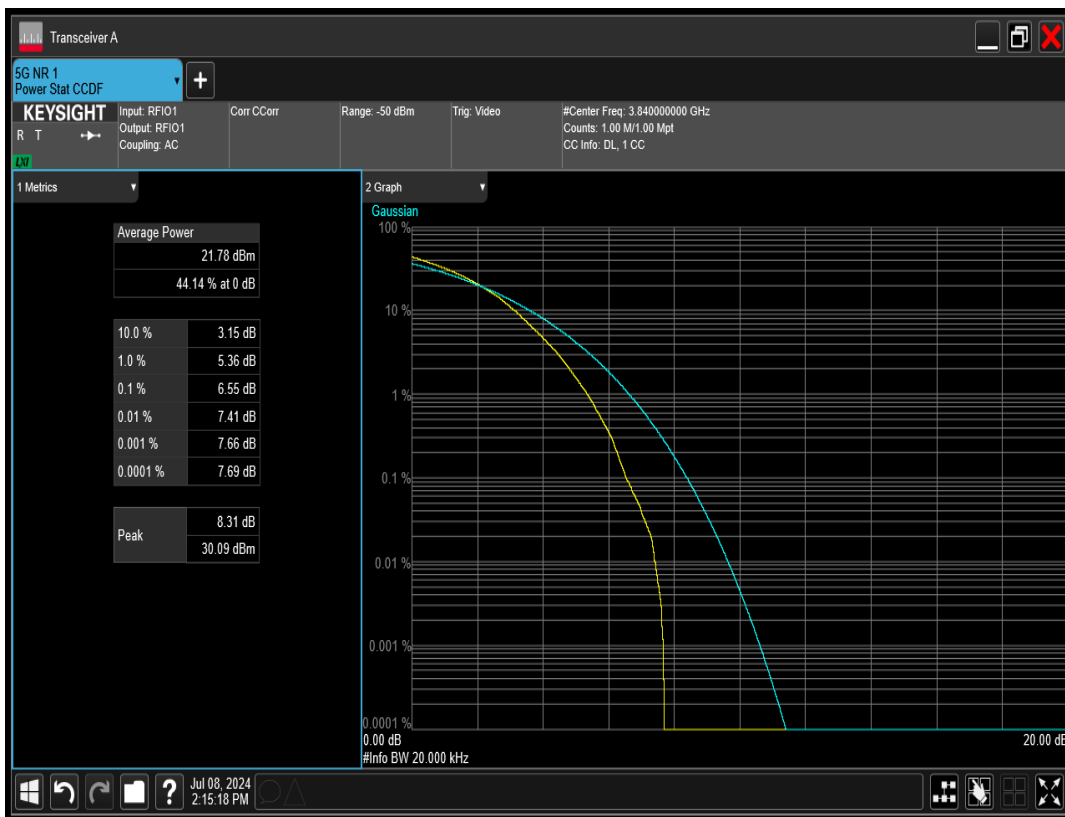 Transceiver A
5G NR 1
Power Stat CCDF
+
KEYSIGHT
R T
LXI
Input: RFIO1
Output: RFIO1
Coupling: AC
Corr CCorr
Range: -50 dBm
Trig: Video
#Center Freq: 3.840000000 GHz
Counts: 1.00 M/1.00 Mpt
CC Info: DL, 1 CC
1 Metrics
Average Power
21.78 dBm
44.14 % at 0 dB
10.0 % 3.15 dB
1.0 % 5.36 dB
0.1 % 6.55 dB
0.01 % 7.41 dB
0.001 % 7.66 dB
0.0001 % 7.69 dB
Peak
8.31 dB
30.09 dBm
2 Graph
Gaussian
100 %
10 %
1 %
0.1 %
0.01 %
0.001 %
0.0001 %
0.00 dB 20.00 dB
#Info BW 20.000 kHz
?
Jul 08, 2024
2:15:18 PM